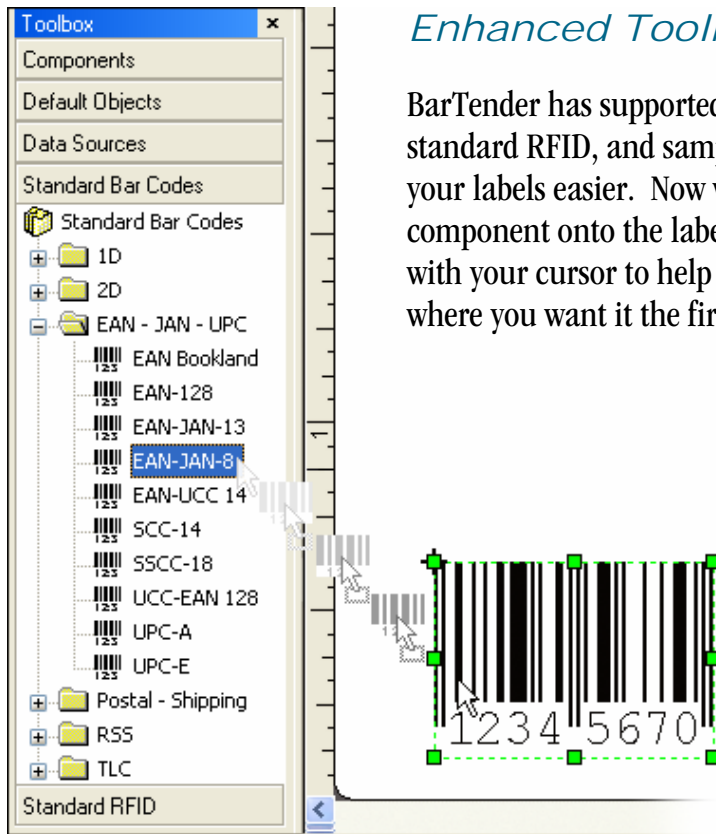 Toolbox
Components
Default Objects
Data Sources
Standard Bar Codes
Standard Bar Codes
1D
2D
EAN - JAN - UPC
EAN Bookland
EAN-128
EAN-JAN-13
EAN-JAN-8
EAN-UCC 14
SCC-14
SSCC-18
UCC-EAN 128
UPC-A
UPC-E
Postal - Shipping
RSS
TLC
Standard RFID
1
Enhanced Tool
BarTender has supported
standard RFID, and sam
your labels easier. Now
component onto the labe
with your cursor to help
where you want it the fir
1234 5670